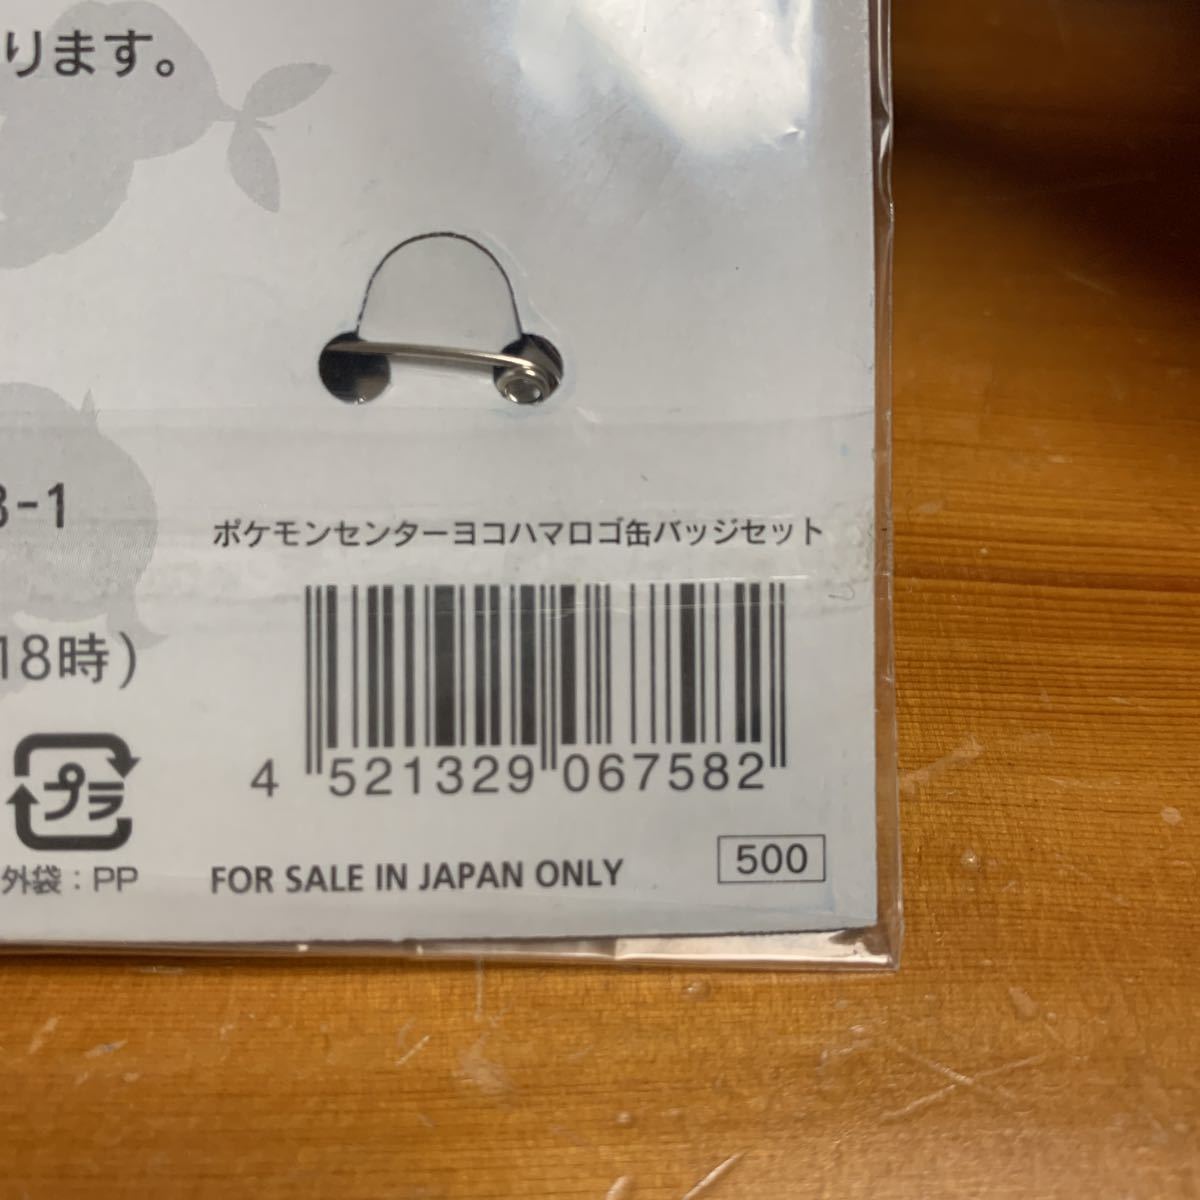 ります。
3-1
ポケモンセンターヨコハマロゴ缶バッジセット
18時)
4 521329 067582
プラ
外袋：PP
FOR SALE IN JAPAN ONLY
500